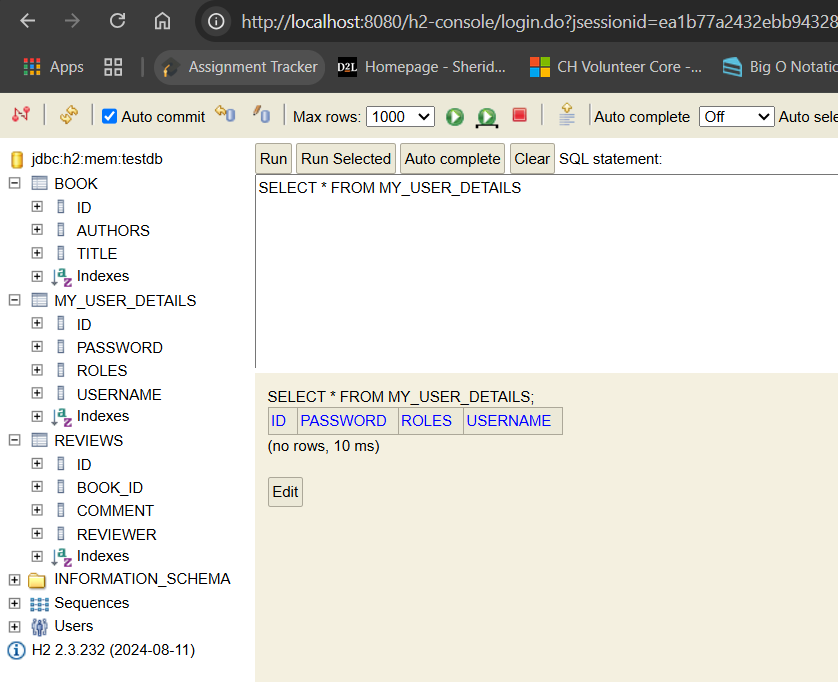 http://localhost:8080/h2-console/login.do?jsessionid=ea1b77a2432ebb94328
Apps Assignment Tracker D2L Homepage - Sherid... CH Volunteer Core -... Big O Notatio
Auto commit Max rows: 1000 Auto complete Off Auto sele
jdbc:h2:mem:testdb
BOOK
ID
AUTHORS
TITLE
Indexes
MY_USER_DETAILS
ID
PASSWORD
ROLES
USERNAME
Indexes
REVIEWS
ID
BOOK_ID
COMMENT
REVIEWER
Indexes
INFORMATION_SCHEMA
Sequences
Users
H2 2.3.232 (2024-08-11)
Run Run Selected Auto complete Clear SQL statement:
SELECT * FROM MY_USER_DETAILS
SELECT * FROM MY_USER_DETAILS;
ID PASSWORD ROLES USERNAME
(no rows, 10 ms)
Edit